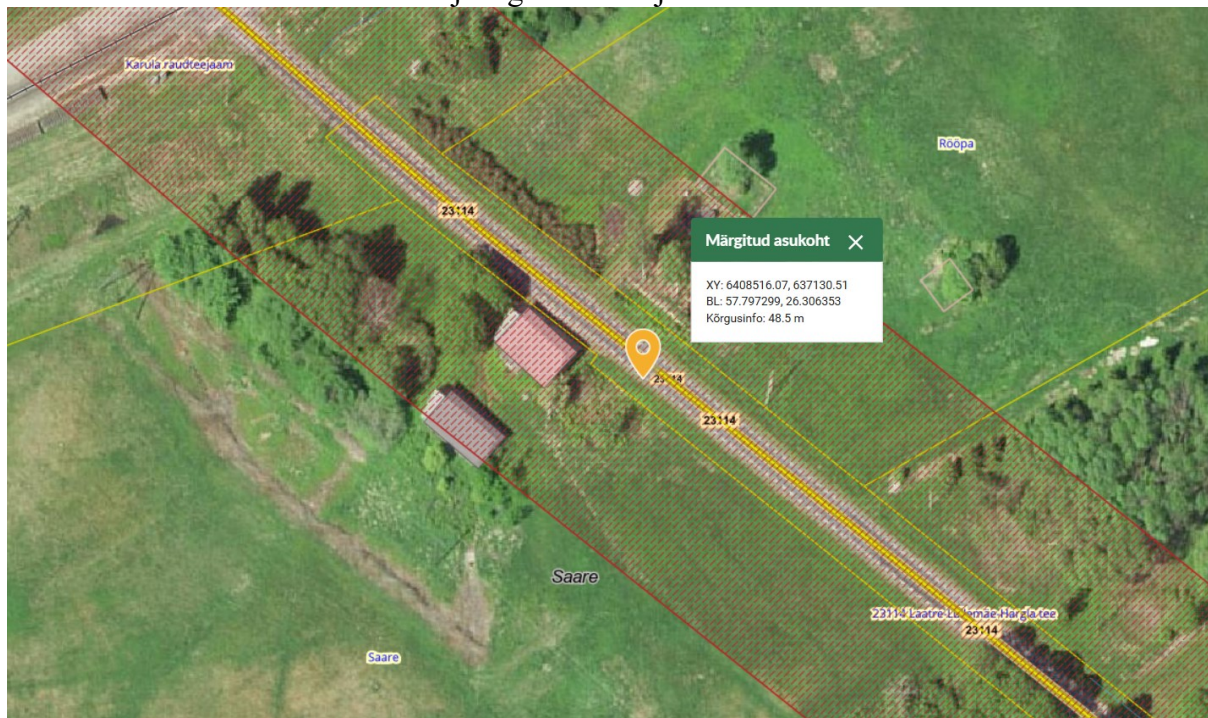 Karula raudteejaam
Rööpa
23114
Märgitud asukoht
XY: 6408516.07, 637130.51
BL: 57.797299, 26.306353
Kõrgusinfo: 48.5 m
23114
Saare
23114 Laatre-Lüllemäe-Hargla tee
23114
Saare